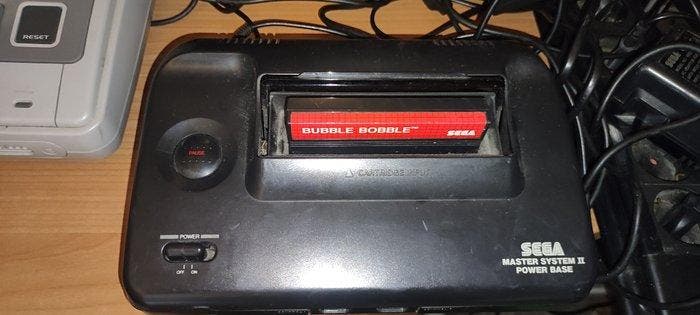 RESET
BUBBLE BOBBLE™
SEGA
PAUSE
△ CARTRIDGE INPUT
POWER
OFF ON
SEGA
MASTER SYSTEM II
POWER BASE